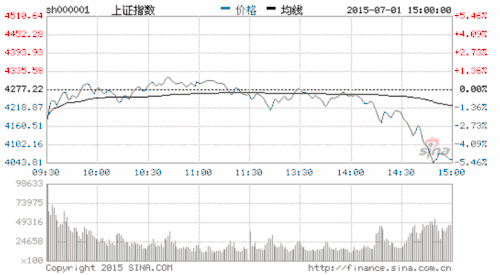 sh000001 上证指数 价格 均线 2015-07-01 15:00:00
4510.64 5.46%
4452.29 4.10%
4393.93 2.73%
4335.58 1.36%
4277.22 0.00%
4218.87 1.36%
4160.51 2.73%
4102.16 4.10%
4043.81 5.46%
sina
09:30 10:00 10:30 11:00 11:30 13:30 14:00 14:30 15:00
98633
73975
49316
24658
x100
Copyright 2015 SINA.COM http://finance.sina.com.cn